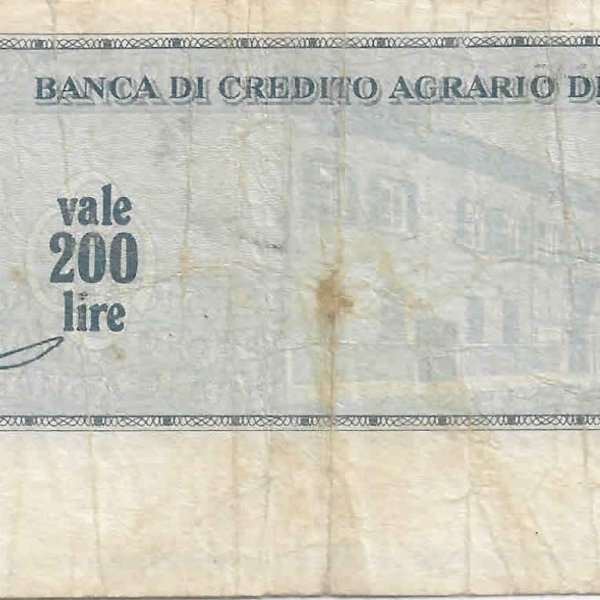 BANCA DI CREDITO AGRARIO DI
vale
200
lire